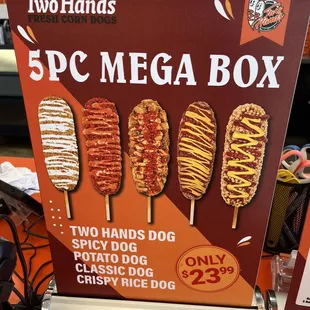 Two Hands
FRESH CORN DOGS
5PC MEGA BOX
TWO HANDS DOG
SPICY DOG
POTATO DOG
CLASSIC DOG
CRISPY RICE DOG
ONLY
$23.99